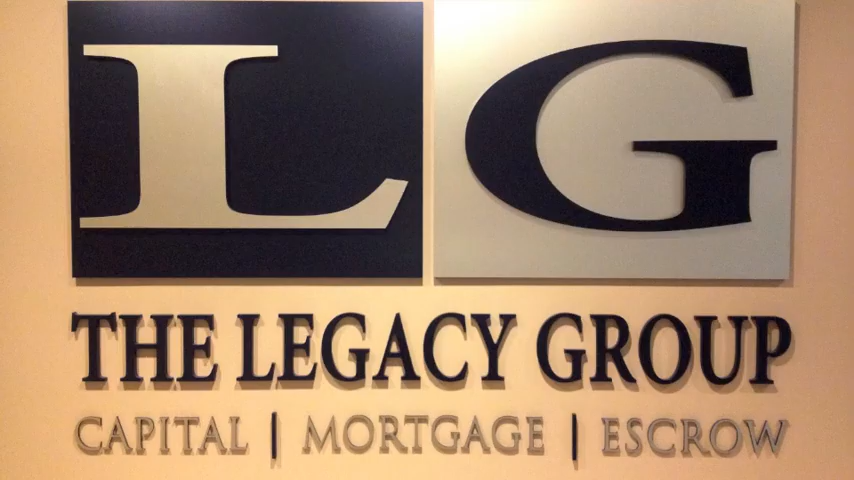 LG
THE LEGACY GROUP
CAPITAL | MORTGAGE | ESCROW